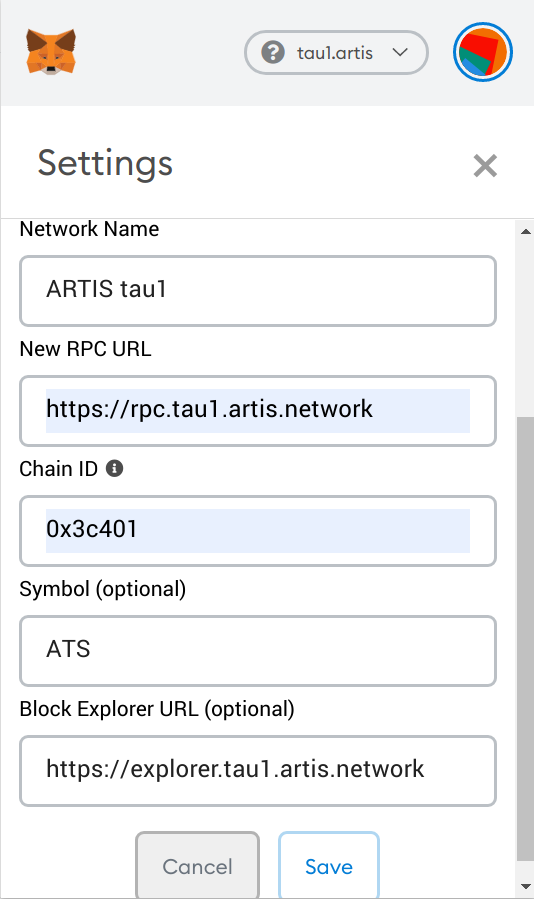 tau1.artis
Settings
Network Name
ARTIS tau1
New RPC URL
https://rpc.tau1.artis.network
Chain ID
0x3c401
Symbol (optional)
ATS
Block Explorer URL (optional)
https://explorer.tau1.artis.network
Cancel Save